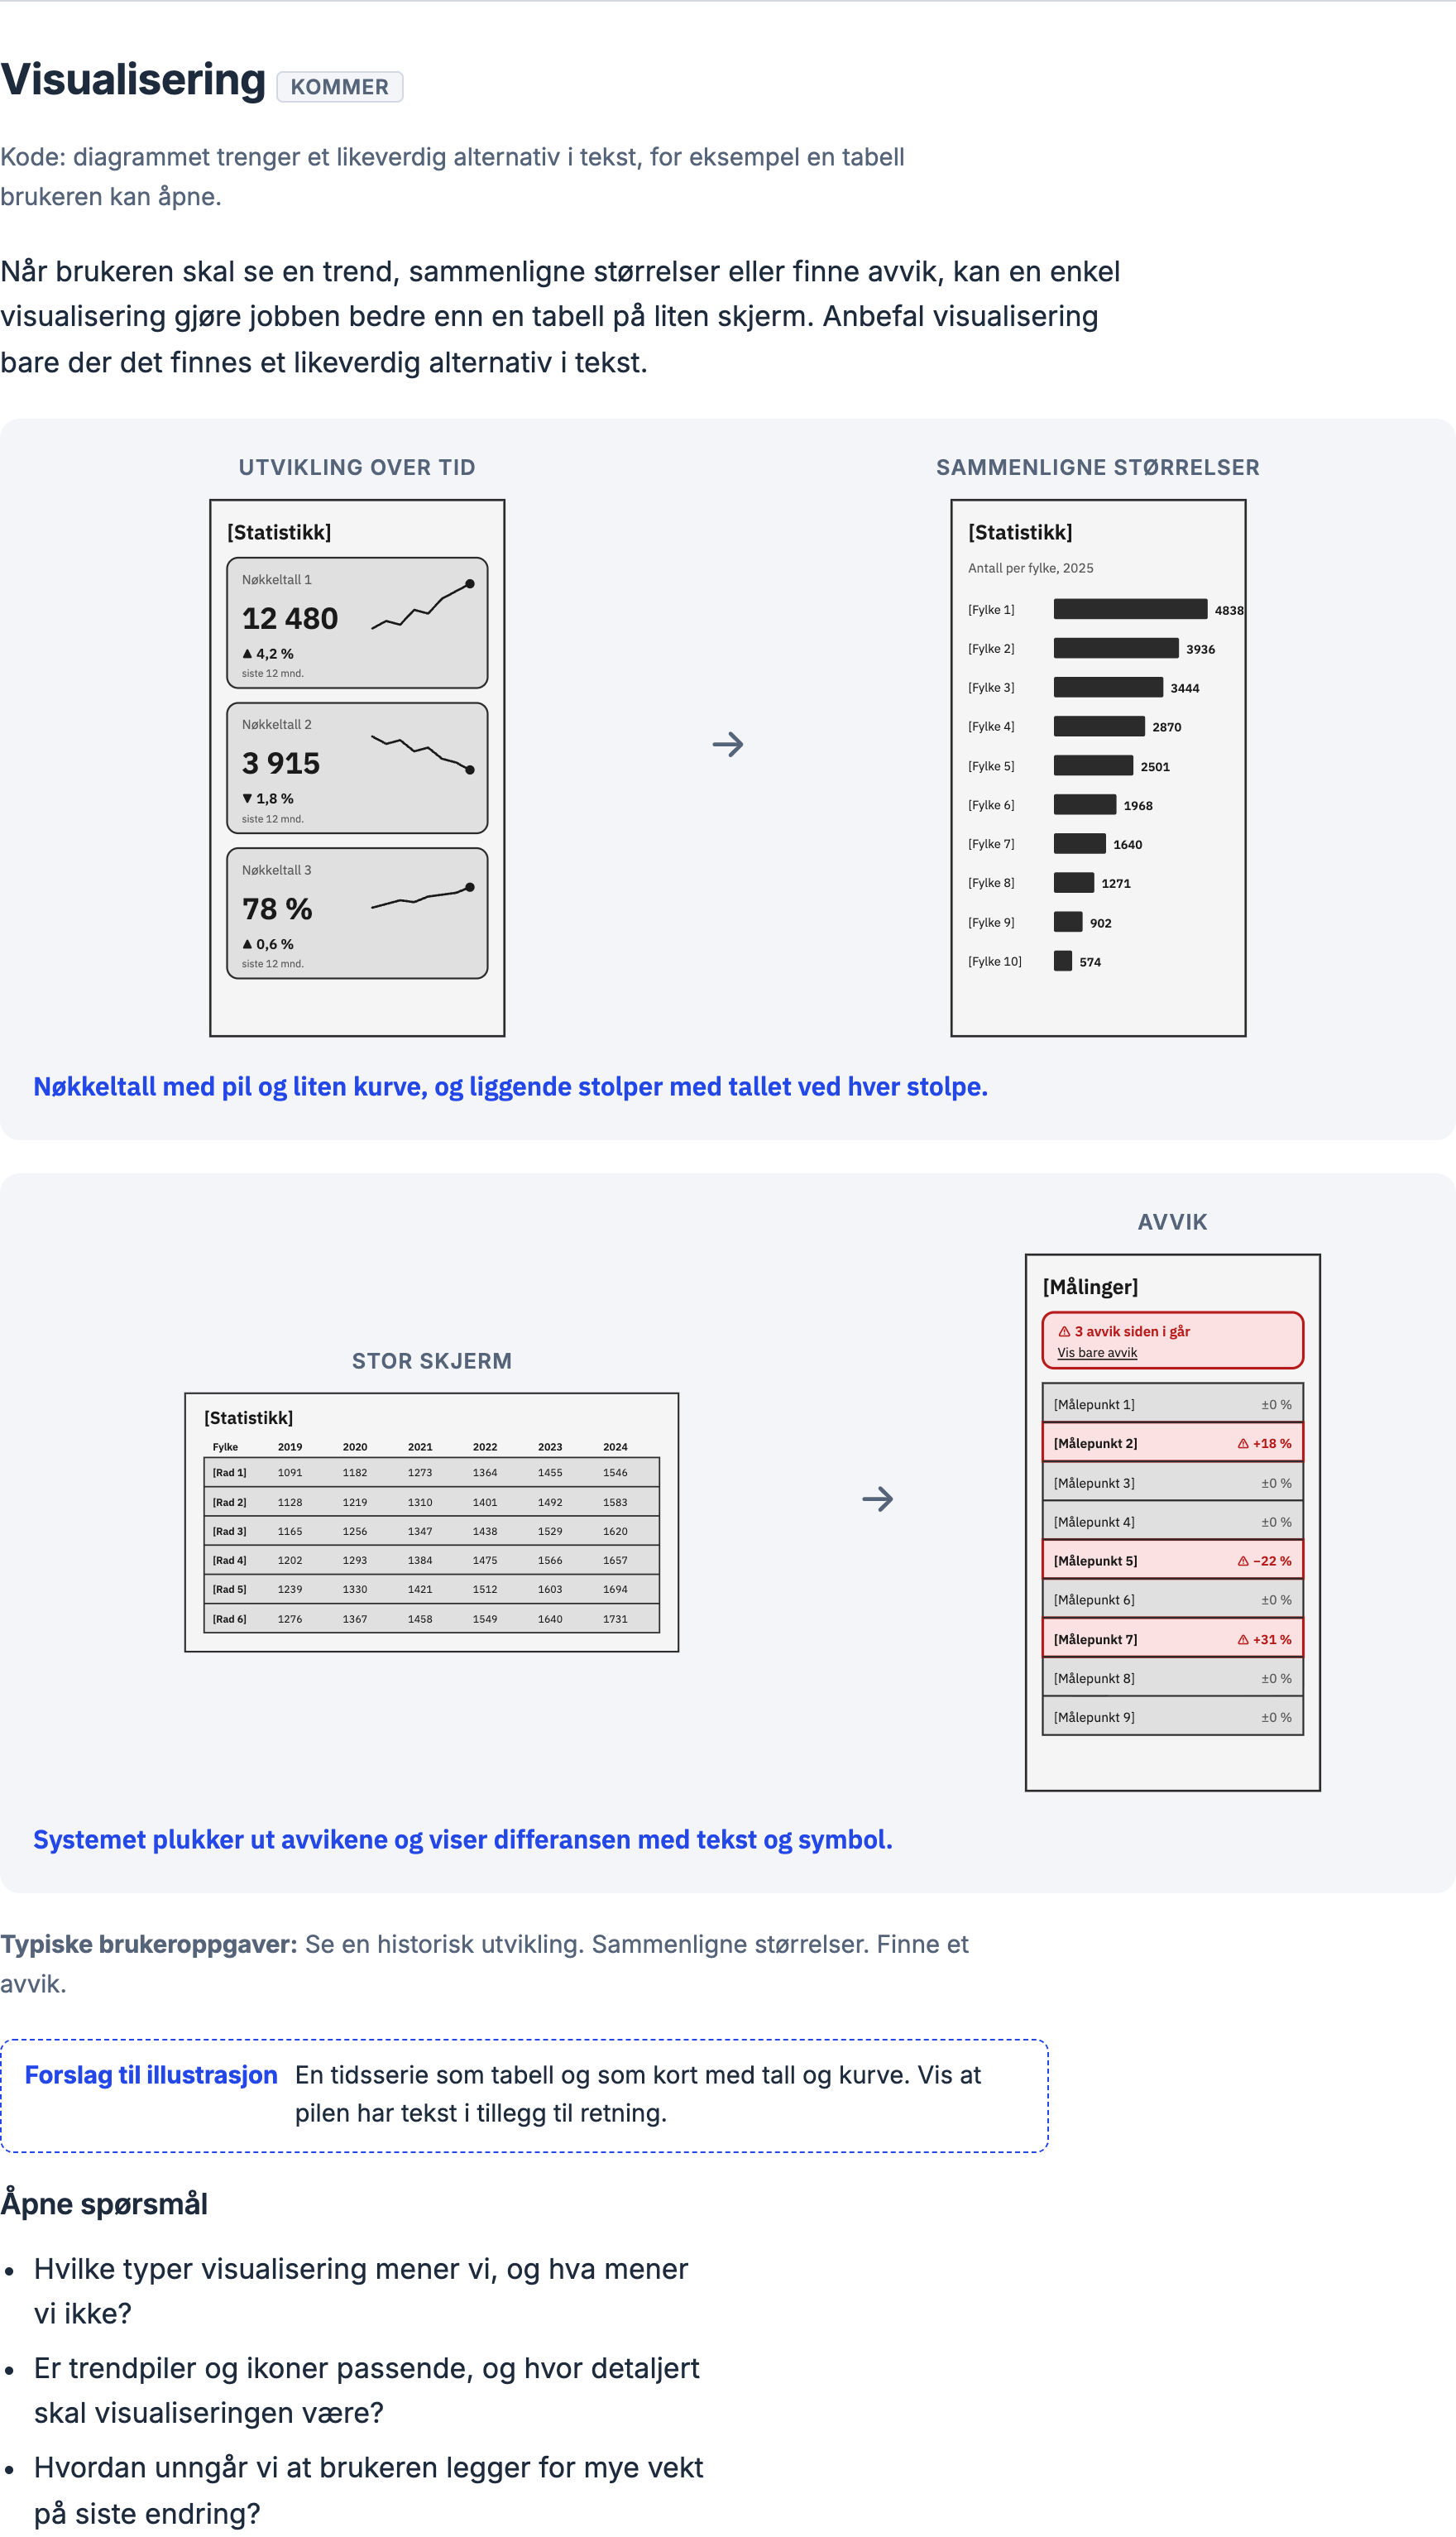 Visualisering KOMMER
Kode: diagrammet trenger et likeverdig alternativ i tekst, for eksempel en tabell
brukeren kan åpne.
Når brukeren skal se en trend, sammenligne størrelser eller finne avvik, kan en enkel
visualisering gjøre jobben bedre enn en tabell på liten skjerm. Anbefal visualisering
bare der det finnes et likeverdig alternativ i tekst.
UTVIKLING OVER TID
[Statistikk]
Nøkkeltall 1
12 480
▲ 4,2 %
siste 12 mnd.
Nøkkeltall 2
3 915
▼ 1,8 %
siste 12 mnd.
Nøkkeltall 3
78 %
▲ 0,6 %
siste 12 mnd.
→
SAMMENLIGNE STØRRELSER
[Statistikk]
Antall per fylke, 2025
[Fylke 1] 4838
[Fylke 2] 3936
[Fylke 3] 3444
[Fylke 4] 2870
[Fylke 5] 2501
[Fylke 6] 1968
[Fylke 7] 1640
[Fylke 8] 1271
[Fylke 9] 902
[Fylke 10] 574
Nøkkeltall med pil og liten kurve, og liggende stolper med tallet ved hver stolpe.
STOR SKJERM
[Statistikk]
Fylke 2019 2020 2021 2022 2023 2024
[Rad 1] 1091 1182 1273 1364 1455 1546
[Rad 2] 1128 1219 1310 1401 1492 1583
[Rad 3] 1165 1256 1347 1438 1529 1620
[Rad 4] 1202 1293 1384 1475 1566 1657
[Rad 5] 1239 1330 1421 1512 1603 1694
[Rad 6] 1276 1367 1458 1549 1640 1731
→
AVVIK
[Målinger]
⚠ 3 avvik siden i går
Vis bare avvik
[Målepunkt 1] ±0 %
[Målepunkt 2] ⚠ +18 %
[Målepunkt 3] ±0 %
[Målepunkt 4] ±0 %
[Målepunkt 5] ⚠ −22 %
[Målepunkt 6] ±0 %
[Målepunkt 7] ⚠ +31 %
[Målepunkt 8] ±0 %
[Målepunkt 9] ±0 %
Systemet plukker ut avvikene og viser differansen med tekst og symbol.
Typiske brukeroppgaver: Se en historisk utvikling. Sammenligne størrelser. Finne et
avvik.
Forslag til illustrasjon En tidsserie som tabell og som kort med tall og kurve. Vis at
pilen har tekst i tillegg til retning.
Åpne spørsmål
• Hvilke typer visualisering mener vi, og hva mener
vi ikke?
• Er trendpiler og ikoner passende, og hvor detaljert
skal visualiseringen være?
• Hvordan unngår vi at brukeren legger for mye vekt
på siste endring?